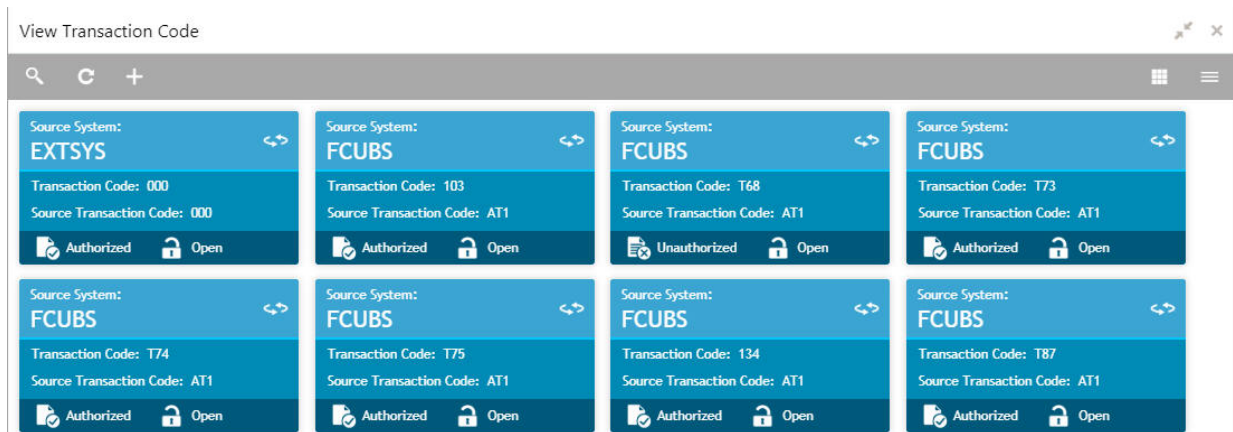 View Transaction Code
Source System: Source System: Source System: Source System:
EXTSYS FCUBS FCUBS FCUBS
Transaction Code: 000 Transaction Code: 103 Transaction Code: T68 Transaction Code: T73
Source Transaction Code: 000 Source Transaction Code: AT1 Source Transaction Code: AT1 Source Transaction Code: AT1
Authorized Open Authorized Open Unauthorized Open Authorized Open
Source System: Source System: Source System: Source System:
FCUBS FCUBS FCUBS FCUBS
Transaction Code: T74 Transaction Code: T75 Transaction Code: 134 Transaction Code: T87
Source Transaction Code: AT1 Source Transaction Code: AT1 Source Transaction Code: AT1 Source Transaction Code: AT1
Authorized Open Authorized Open Authorized Open Authorized Open